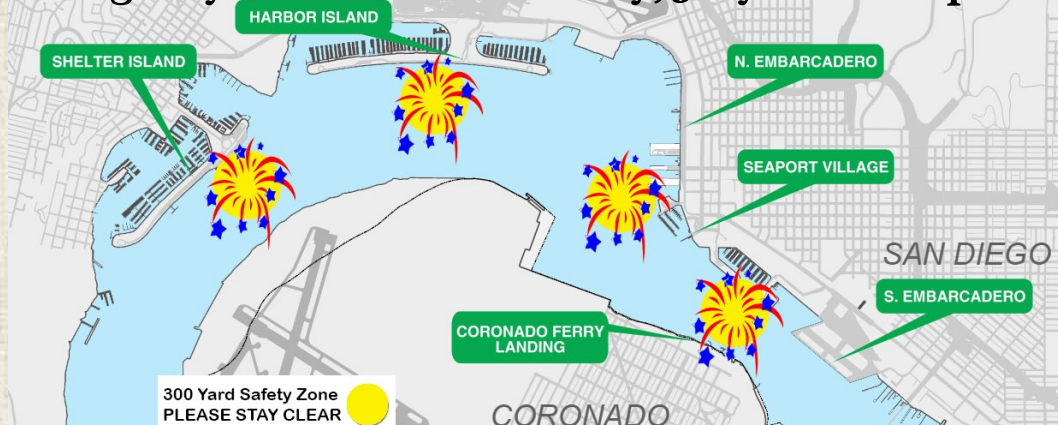 HARBOR ISLAND
SHELTER ISLAND
N. EMBARCADERO
SEAPORT VILLAGE
SAN DIEGO
S. EMBARCADERO
CORONADO FERRY
LANDING
300 Yard Safety Zone
PLEASE STAY CLEAR
CORONADO